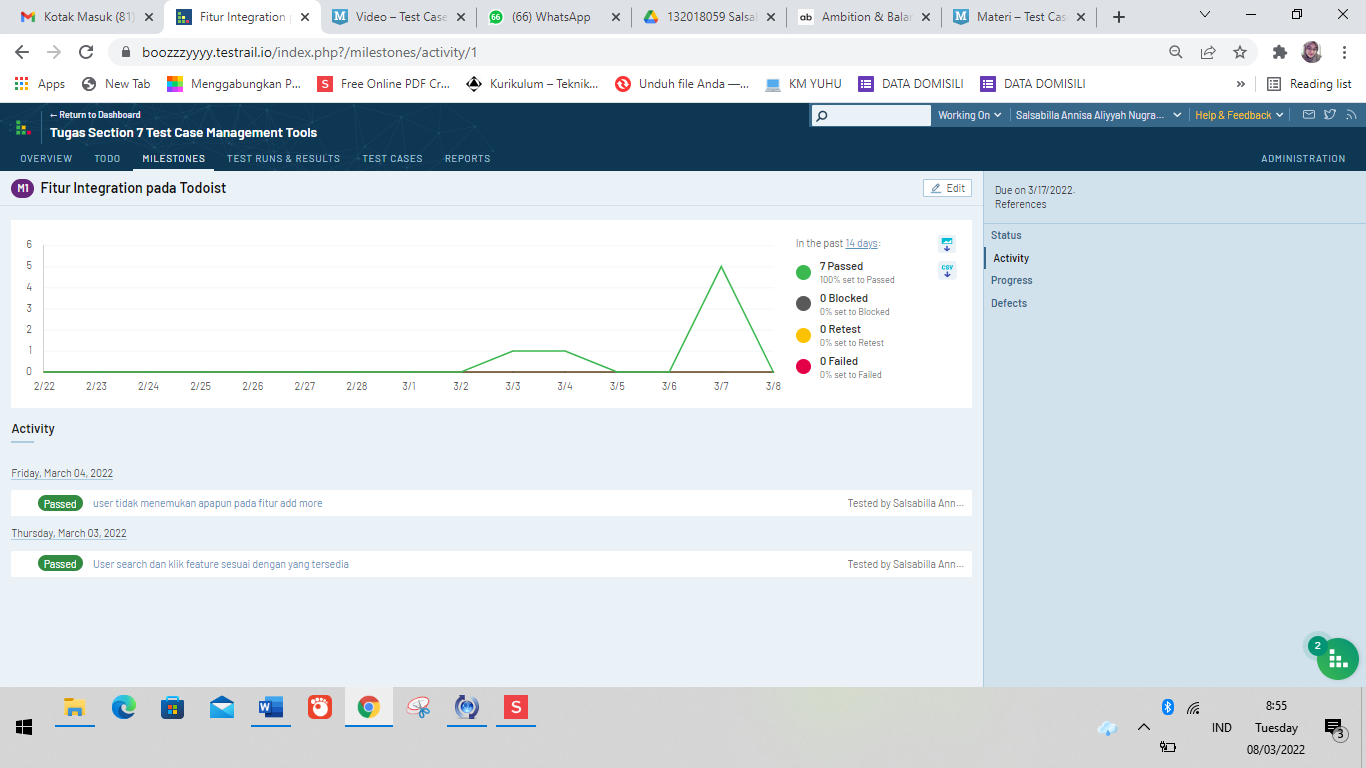 Kotak Masuk (81)
Fitur Integration
Video – Test Case
(66) WhatsApp
132018059 Salsa
Ambition & Bala
Materi – Test Cas
boozzzyyyy.testrail.io/index.php?/milestones/activity/1
Apps
New Tab
Menggabungkan P...
Free Online PDF Cr...
Kurikulum – Teknik...
Unduh file Anda —...
KM YUHU
DATA DOMISILI
DATA DOMISILI
»
Reading list
← Return to Dashboard
Tugas Section 7 Test Case Management Tools
Working On
Salsabilla Annisa Aliyyah Nugra...
Help & Feedback
OVERVIEW
TODO
MILESTONES
TEST RUNS & RESULTS
TEST CASES
REPORTS
ADMINISTRATION
M1 Fitur Integration pada Todoist
Edit
Due on 3/17/2022.
References
Status
Activity
Progress
Defects
6
5
4
3
2
1
0
2/22 2/23 2/24 2/25 2/26 2/27 2/28 3/1 3/2 3/3 3/4 3/5 3/6 3/7 3/8
In the past 14 days:
CSV
7 Passed
100% set to Passed
0 Blocked
0% set to Blocked
0 Retest
0% set to Retest
0 Failed
0% set to Failed
Activity
Friday, March 04, 2022
Passed user tidak menemukan apapun pada fitur add more Tested by Salsabilla Ann...
Thursday, March 03, 2022
Passed User search dan klik feature sesuai dengan yang tersedia Tested by Salsabilla Ann...
2
8:55
IND
Tuesday
08/03/2022
3